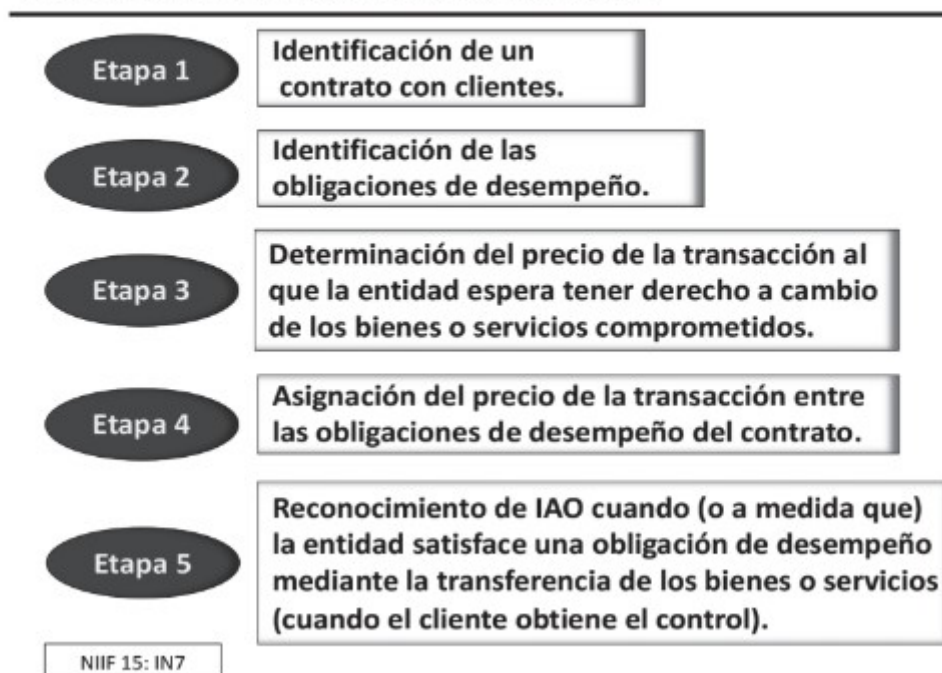 Etapa 1
Identificación de un
contrato con clientes.
Etapa 2
Identificación de las
obligaciones de desempeño.
Etapa 3
Determinación del precio de la transacción al
que la entidad espera tener derecho a cambio
de los bienes o servicios comprometidos.
Etapa 4
Asignación del precio de la transacción entre
las obligaciones de desempeño del contrato.
Etapa 5
Reconocimiento de IAO cuando (o a medida que)
la entidad satisface una obligación de desempeño
mediante la transferencia de los bienes o servicios
(cuando el cliente obtiene el control).
NIIF 15: IN7